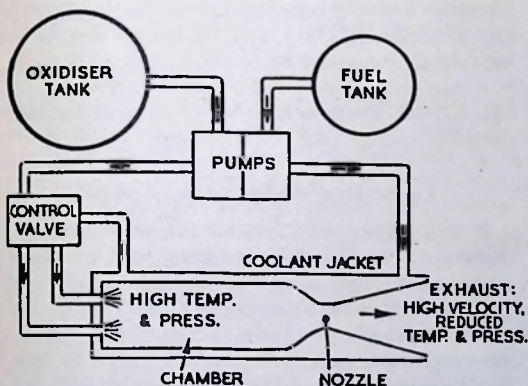 OXIDISER
TANK
FUEL
TANK
PUMPS
CONTROL
VALVE
COOLANT JACKET
HIGH TEMP.
& PRESS.
EXHAUST:
HIGH VELOCITY,
REDUCED
TEMP. & PRESS.
CHAMBER
NOZZLE